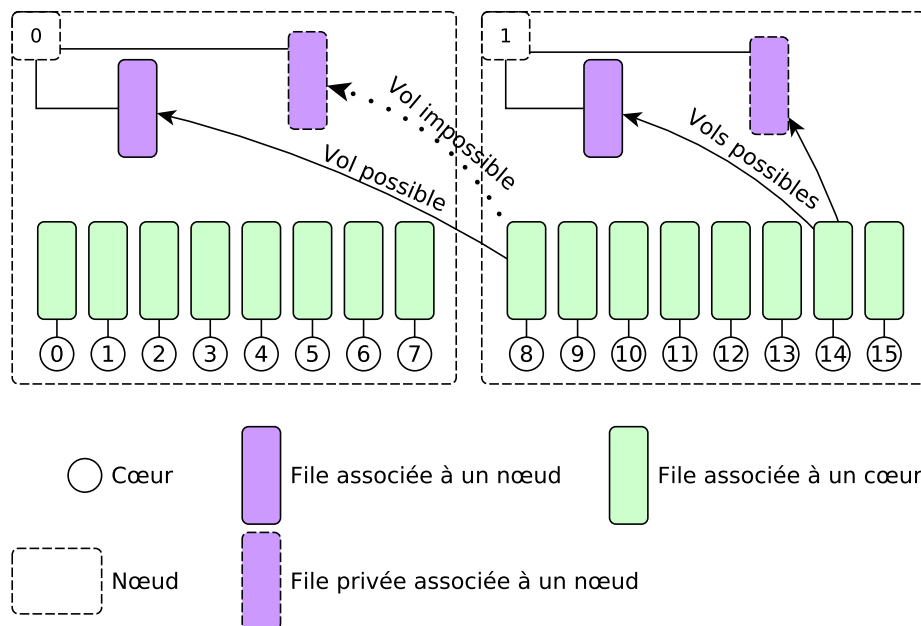 0
1
Vol impossible
Vol possible
Vols possibles
0 1 2 3 4 5 6 7 8 9 10 11 12 13 14 15
Cœur
File associée à un nœud
File associée à un cœur
Nœud
File privée associée à un nœud